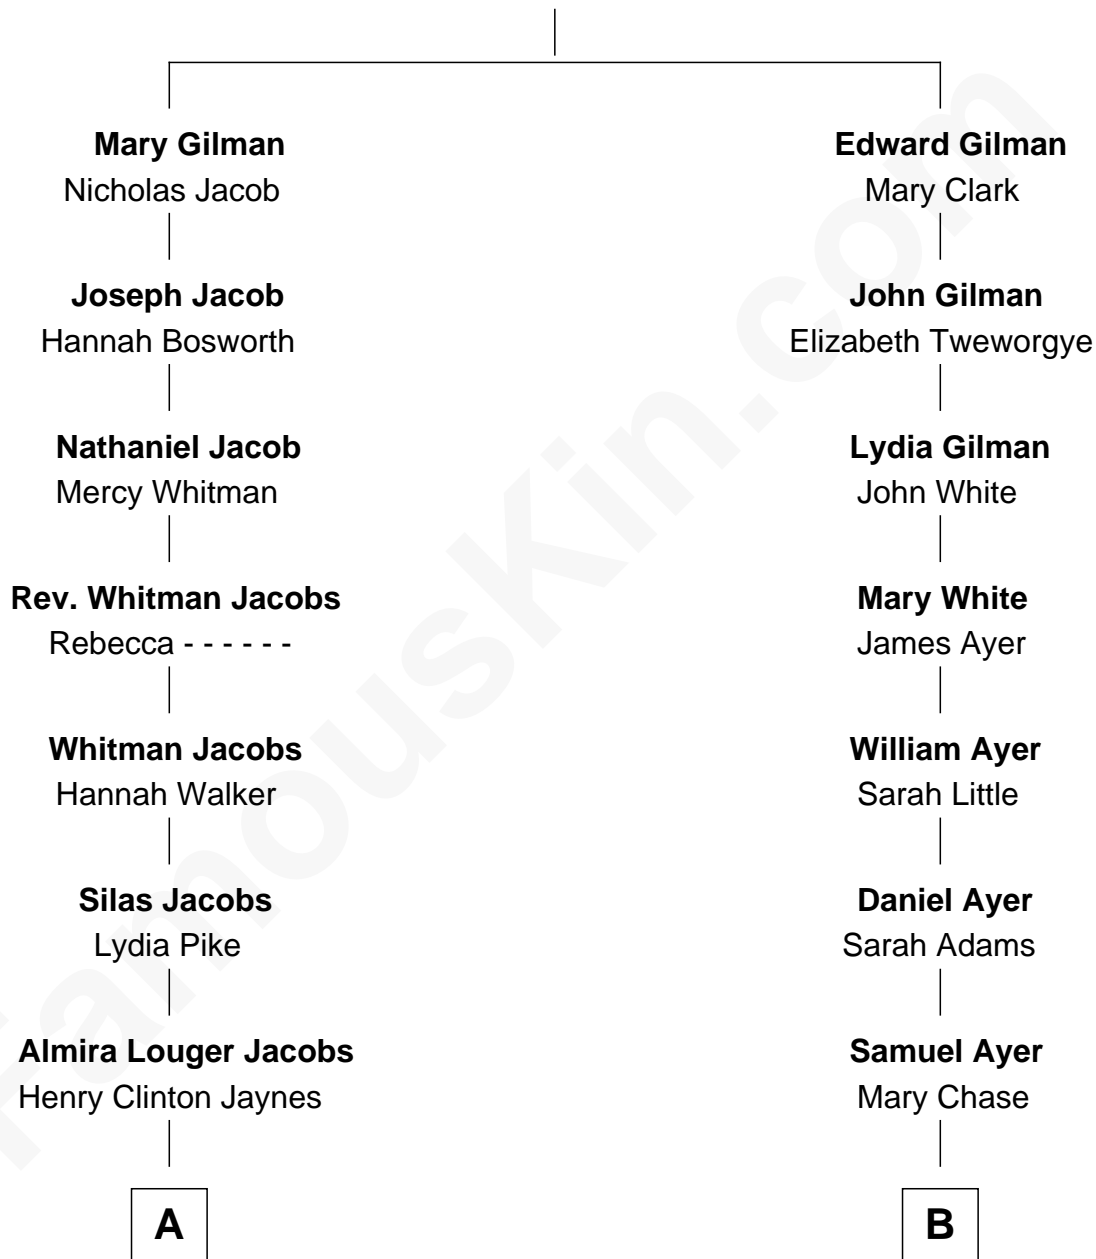 Mary Gilman
Nicholas Jacob
Joseph Jacob
Hannah Bosworth
Nathaniel Jacob
Mercy Whitman
Rev. Whitman Jacobs
Rebecca - - - - - -
Whitman Jacobs
Hannah Walker
Silas Jacobs
Lydia Pike
Almira Louger Jacobs
Henry Clinton Jaynes
A
Edward Gilman
Mary Clark
John Gilman
Elizabeth Tweworgye
Lydia Gilman
John White
Mary White
James Ayer
William Ayer
Sarah Little
Daniel Ayer
Sarah Adams
Samuel Ayer
Mary Chase
B
FamousKin.com